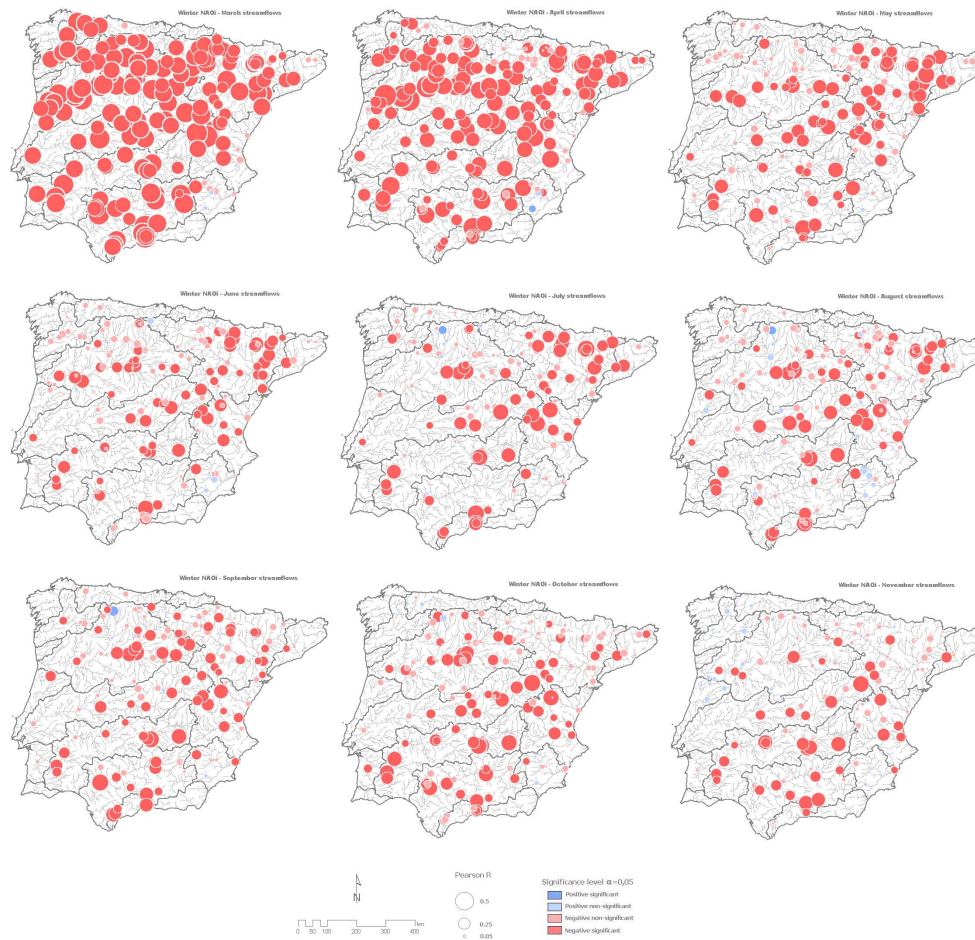 Winter NAOi - March streamflows
Winter NAOi - April streamflows
Winter NAOi - May streamflows
Winter NAOi - June streamflows
Winter NAOi - July streamflows
Winter NAOi - August streamflows
Winter NAOi - September streamflows
Winter NAOi - October streamflows
Winter NAOi - November streamflows
N
0 50 100 200 300 400 km
Pearson R
0.5
0.25
0.05
Significance level α=0,05
Positive significant
Positive non-significant
Negative non-significant
Negative significant